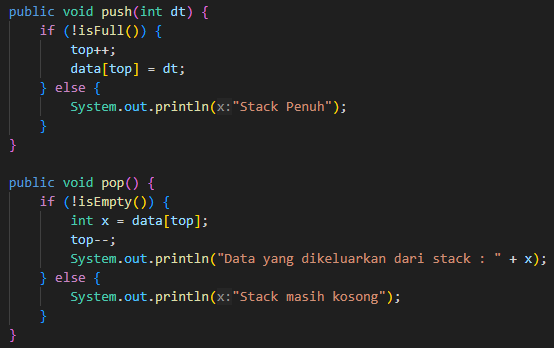 public void push(int dt) {
if (!isFull()) {
top++;
data[top] = dt;
} else {
System.out.println(x:"Stack Penuh");
}
}
public void pop() {
if (!isEmpty()) {
int x = data[top];
top--;
System.out.println("Data yang dikeluarkan dari stack : " + x);
} else {
System.out.println(x:"Stack masih kosong");
}
}